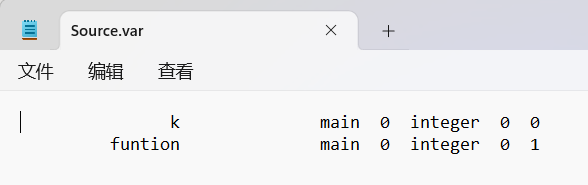 Source.var
文件 编辑 查看
k main 0 integer 0 0
funtion main 0 integer 0 1